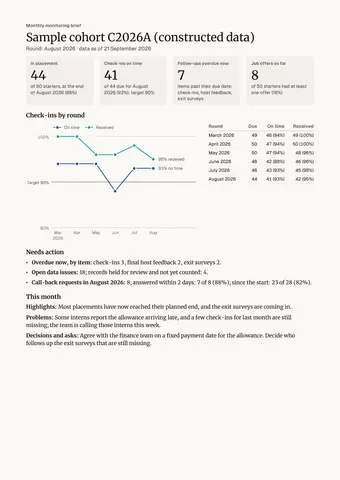 Monthly monitoring brief
Sample cohort C2026A (constructed data)
Round: August 2026 · data as of 21 September 2026
In placement
44
of 50 starters, at the end
of August 2026 (88%)
Check-ins on time
41
of 44 due for August
2026 (93%); target 90%
Follow-ups overdue now
7
items past their due date:
check-ins, host feedback,
exit surveys
Job offers so far
8
of 50 starters had at least
one offer (16%)
Check-ins by round
On time Received
100%
Target 90%
80%
95% received
93% on time
Mar Apr May Jun Jul Aug
2026
Round Due On time Received
March 2026 49 46 (94%) 49 (100%)
April 2026 50 47 (94%) 50 (100%)
May 2026 50 47 (94%) 48 (96%)
June 2026 48 42 (88%) 46 (96%)
July 2026 46 43 (93%) 45 (98%)
August 2026 44 41 (93%) 42 (95%)
Needs action
• Overdue now, by item: check-ins 3, final host feedback 2, exit surveys 2.
• Open data issues: 18; records held for review and not yet counted: 4.
• Call-back requests in August 2026: 8; answered within 2 days: 7 of 8 (88%); since the start: 23 of 28 (82%).
This month
Highlights: Most placements have now reached their planned end, and the exit surveys are coming in.
Problems: Some interns report the allowance arriving late, and a few check-ins for last month are still
missing; the team is calling those interns this week.
Decisions and asks: Agree with the finance team on a fixed payment date for the allowance. Decide who
follows up the exit surveys that are still missing.